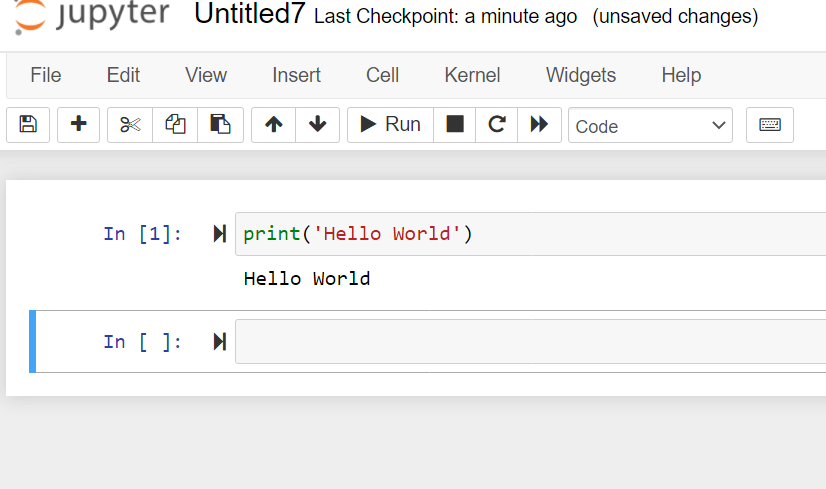 jupyter Untitled7 Last Checkpoint: a minute ago (unsaved changes)
File Edit View Insert Cell Kernel Widgets Help
Run Code
In [1]: print('Hello World')
Hello World
In [ ]: